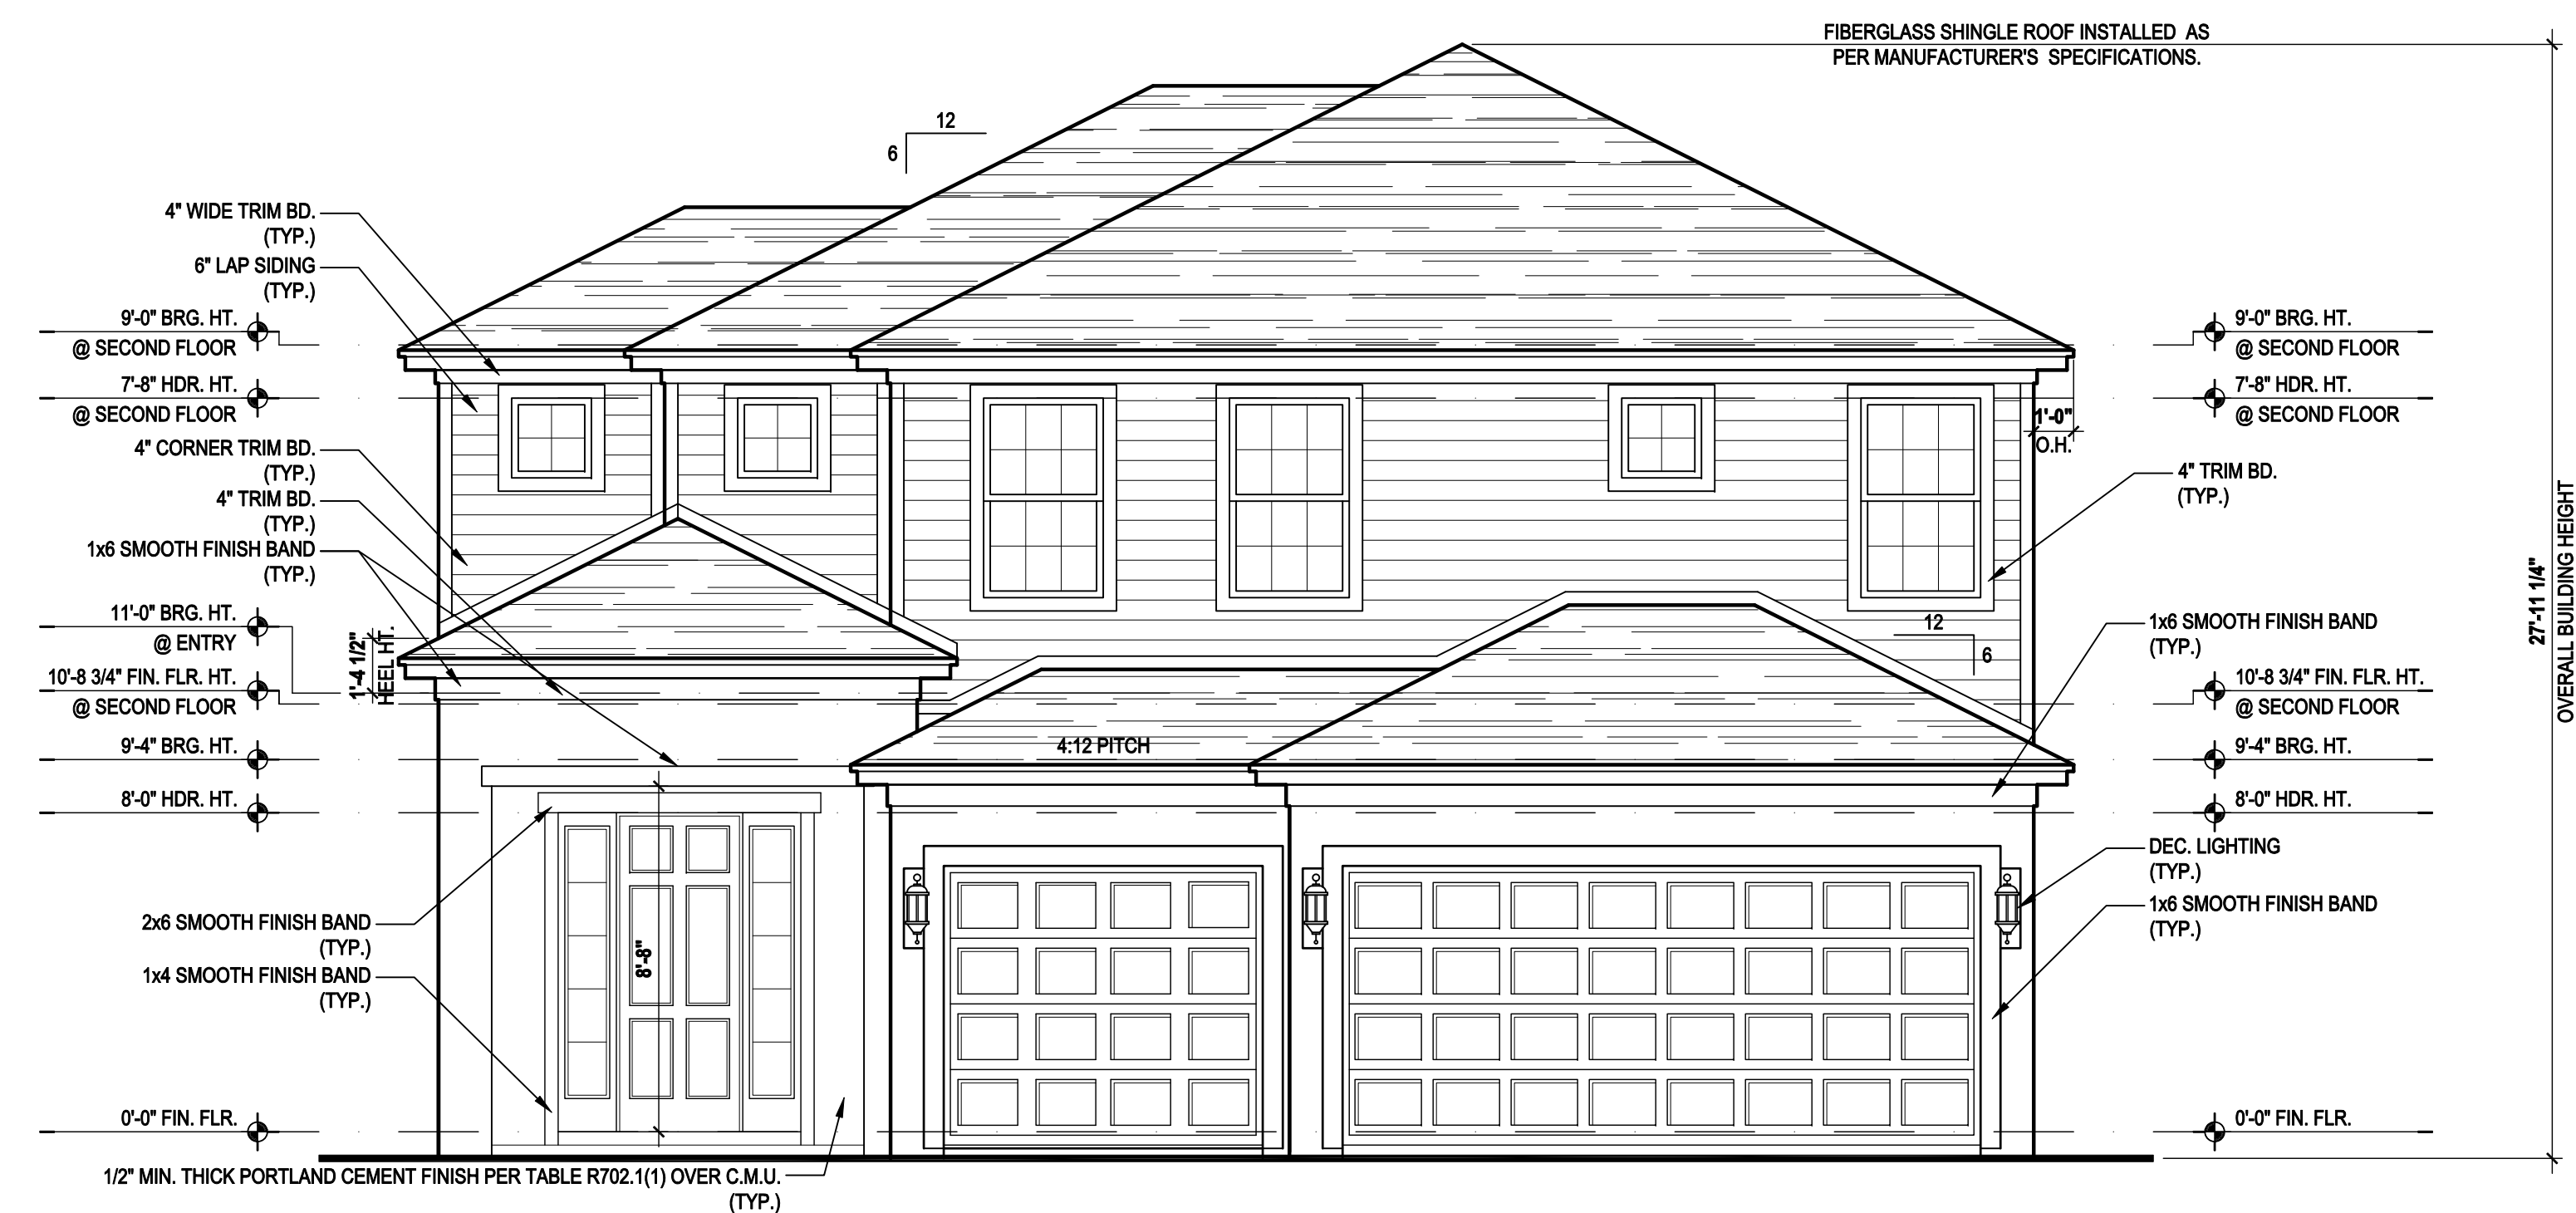 FIBERGLASS SHINGLE ROOF INSTALLED AS
PER MANUFACTURER'S SPECIFICATIONS.
12
6
4" WIDE TRIM BD.
(TYP.)
6" LAP SIDING
(TYP.)
9'-0" BRG. HT.
@ SECOND FLOOR
7'-8" HDR. HT.
@ SECOND FLOOR
4" CORNER TRIM BD.
(TYP.)
4" TRIM BD.
(TYP.)
1x6 SMOOTH FINISH BAND
(TYP.)
11'-0" BRG. HT.
@ ENTRY
1'-4 1/2"
HEEL HT.
10'-8 3/4" FIN. FLR. HT.
@ SECOND FLOOR
9'-4" BRG. HT.
8'-0" HDR. HT.
2x6 SMOOTH FINISH BAND
(TYP.)
1x4 SMOOTH FINISH BAND
(TYP.)
0'-0" FIN. FLR.
1/2" MIN. THICK PORTLAND CEMENT FINISH PER TABLE R702.1(1) OVER C.M.U.
(TYP.)
8'-8"
4:12 PITCH
12
6
1'-0"
O.H.
9'-0" BRG. HT.
@ SECOND FLOOR
7'-8" HDR. HT.
@ SECOND FLOOR
4" TRIM BD.
(TYP.)
1x6 SMOOTH FINISH BAND
(TYP.)
10'-8 3/4" FIN. FLR. HT.
@ SECOND FLOOR
9'-4" BRG. HT.
8'-0" HDR. HT.
DEC. LIGHTING
(TYP.)
1x6 SMOOTH FINISH BAND
(TYP.)
0'-0" FIN. FLR.
27'-11 1/4"
OVERALL BUILDING HEIGHT